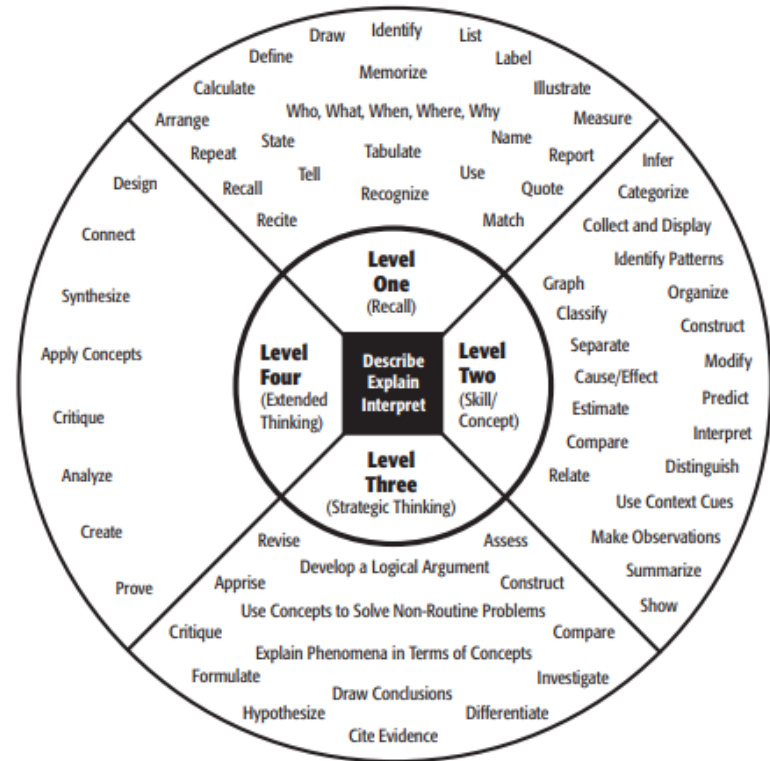 Draw
Identify
List
Define
Label
Memorize
Calculate
Illustrate
Who, What, When, Where, Why
Arrange
Measure
State
Name
Repeat
Tabulate
Report
Tell
Use
Recall
Recognize
Quote
Recite
Match
Level
One
(Recall)
Infer
Categorize
Collect and Display
Identify Patterns
Graph
Organize
Classify
Construct
Separate
Modify
Cause/Effect
Predict
Estimate
Interpret
Compare
Distinguish
Relate
Use Context Cues
Make Observations
Summarize
Show
Level
Two
(Skill/
Concept)
Describe
Explain
Interpret
Level
Three
(Strategic Thinking)
Revise
Assess
Develop a Logical Argument
Apprise
Construct
Use Concepts to Solve Non-Routine Problems
Critique
Compare
Explain Phenomena in Terms of Concepts
Formulate
Investigate
Draw Conclusions
Hypothesize
Differentiate
Cite Evidence
Level
Four
(Extended
Thinking)
Design
Connect
Synthesize
Apply Concepts
Critique
Analyze
Create
Prove